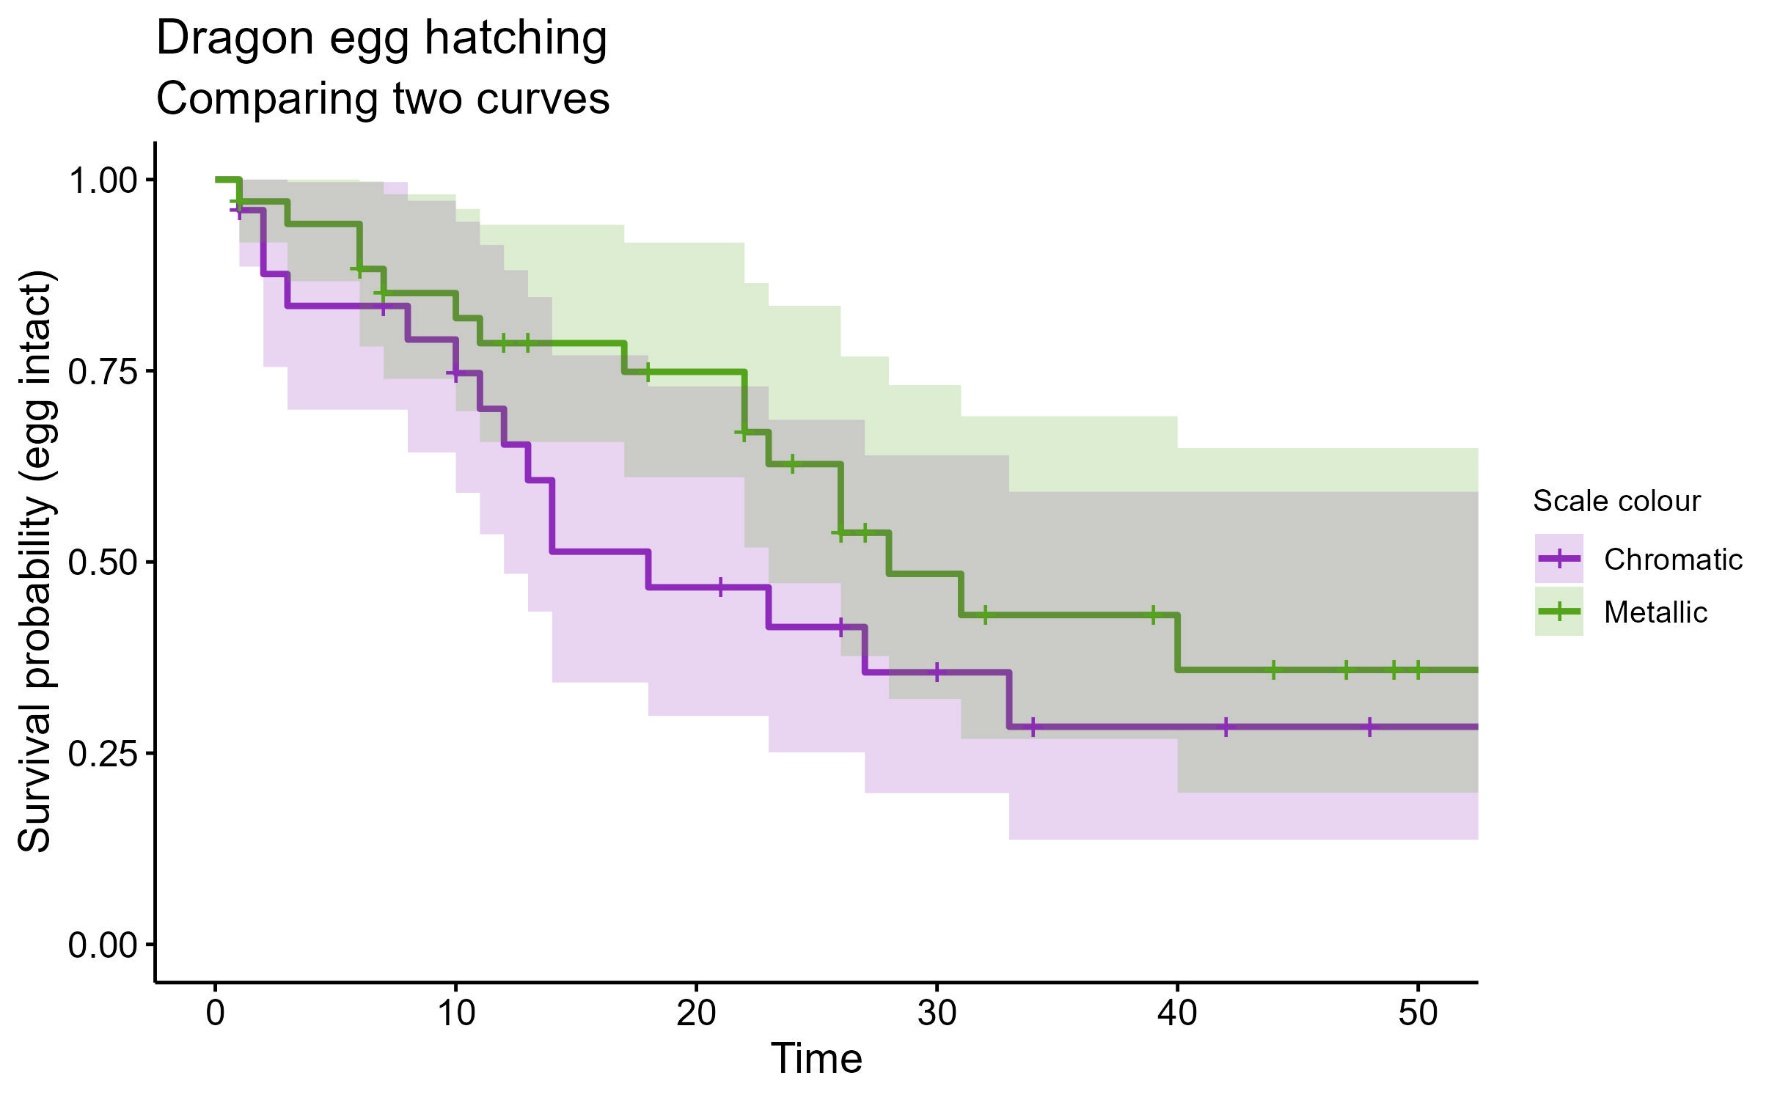 Dragon egg hatching
Comparing two curves
Survival probability (egg intact)
1.00
0.75
0.50
0.25
0.00
0 10 20 30 40 50
Time
Scale colour
Chromatic
Metallic